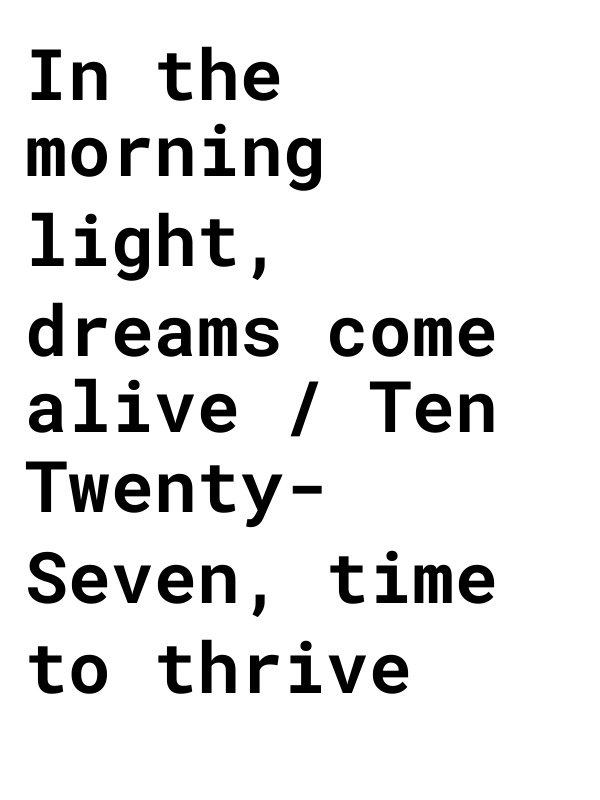 In the
morning
light,
dreams come
alive / Ten
Twenty-
Seven, time
to thrive